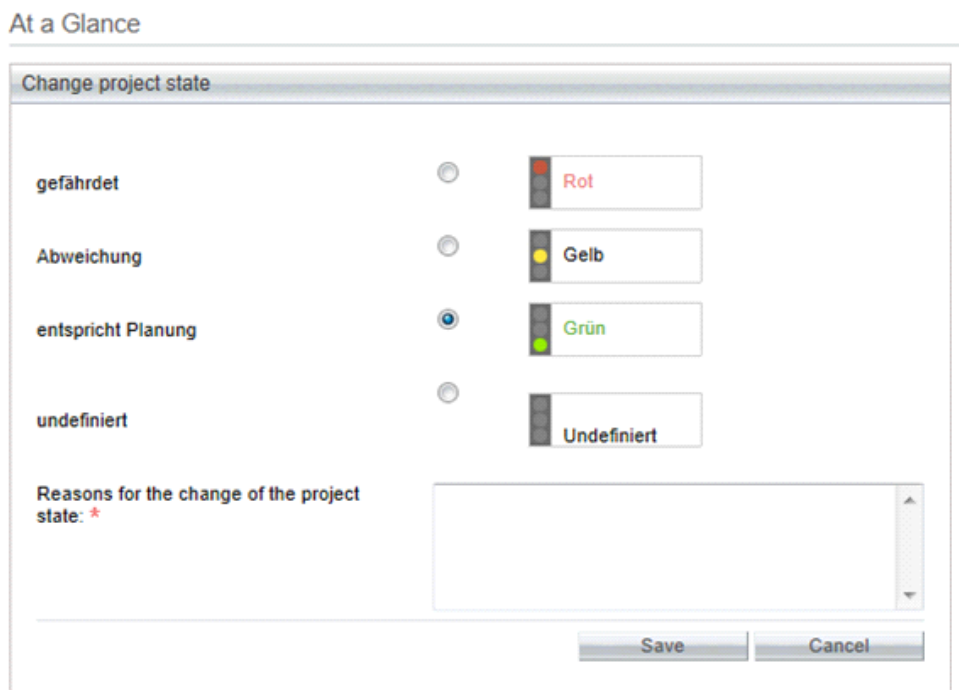 At a Glance
Change project state
gefährdet
Rot
Abweichung
Gelb
entspricht Planung
Grün
undefiniert
Undefiniert
Reasons for the change of the project
state: *
Save
Cancel